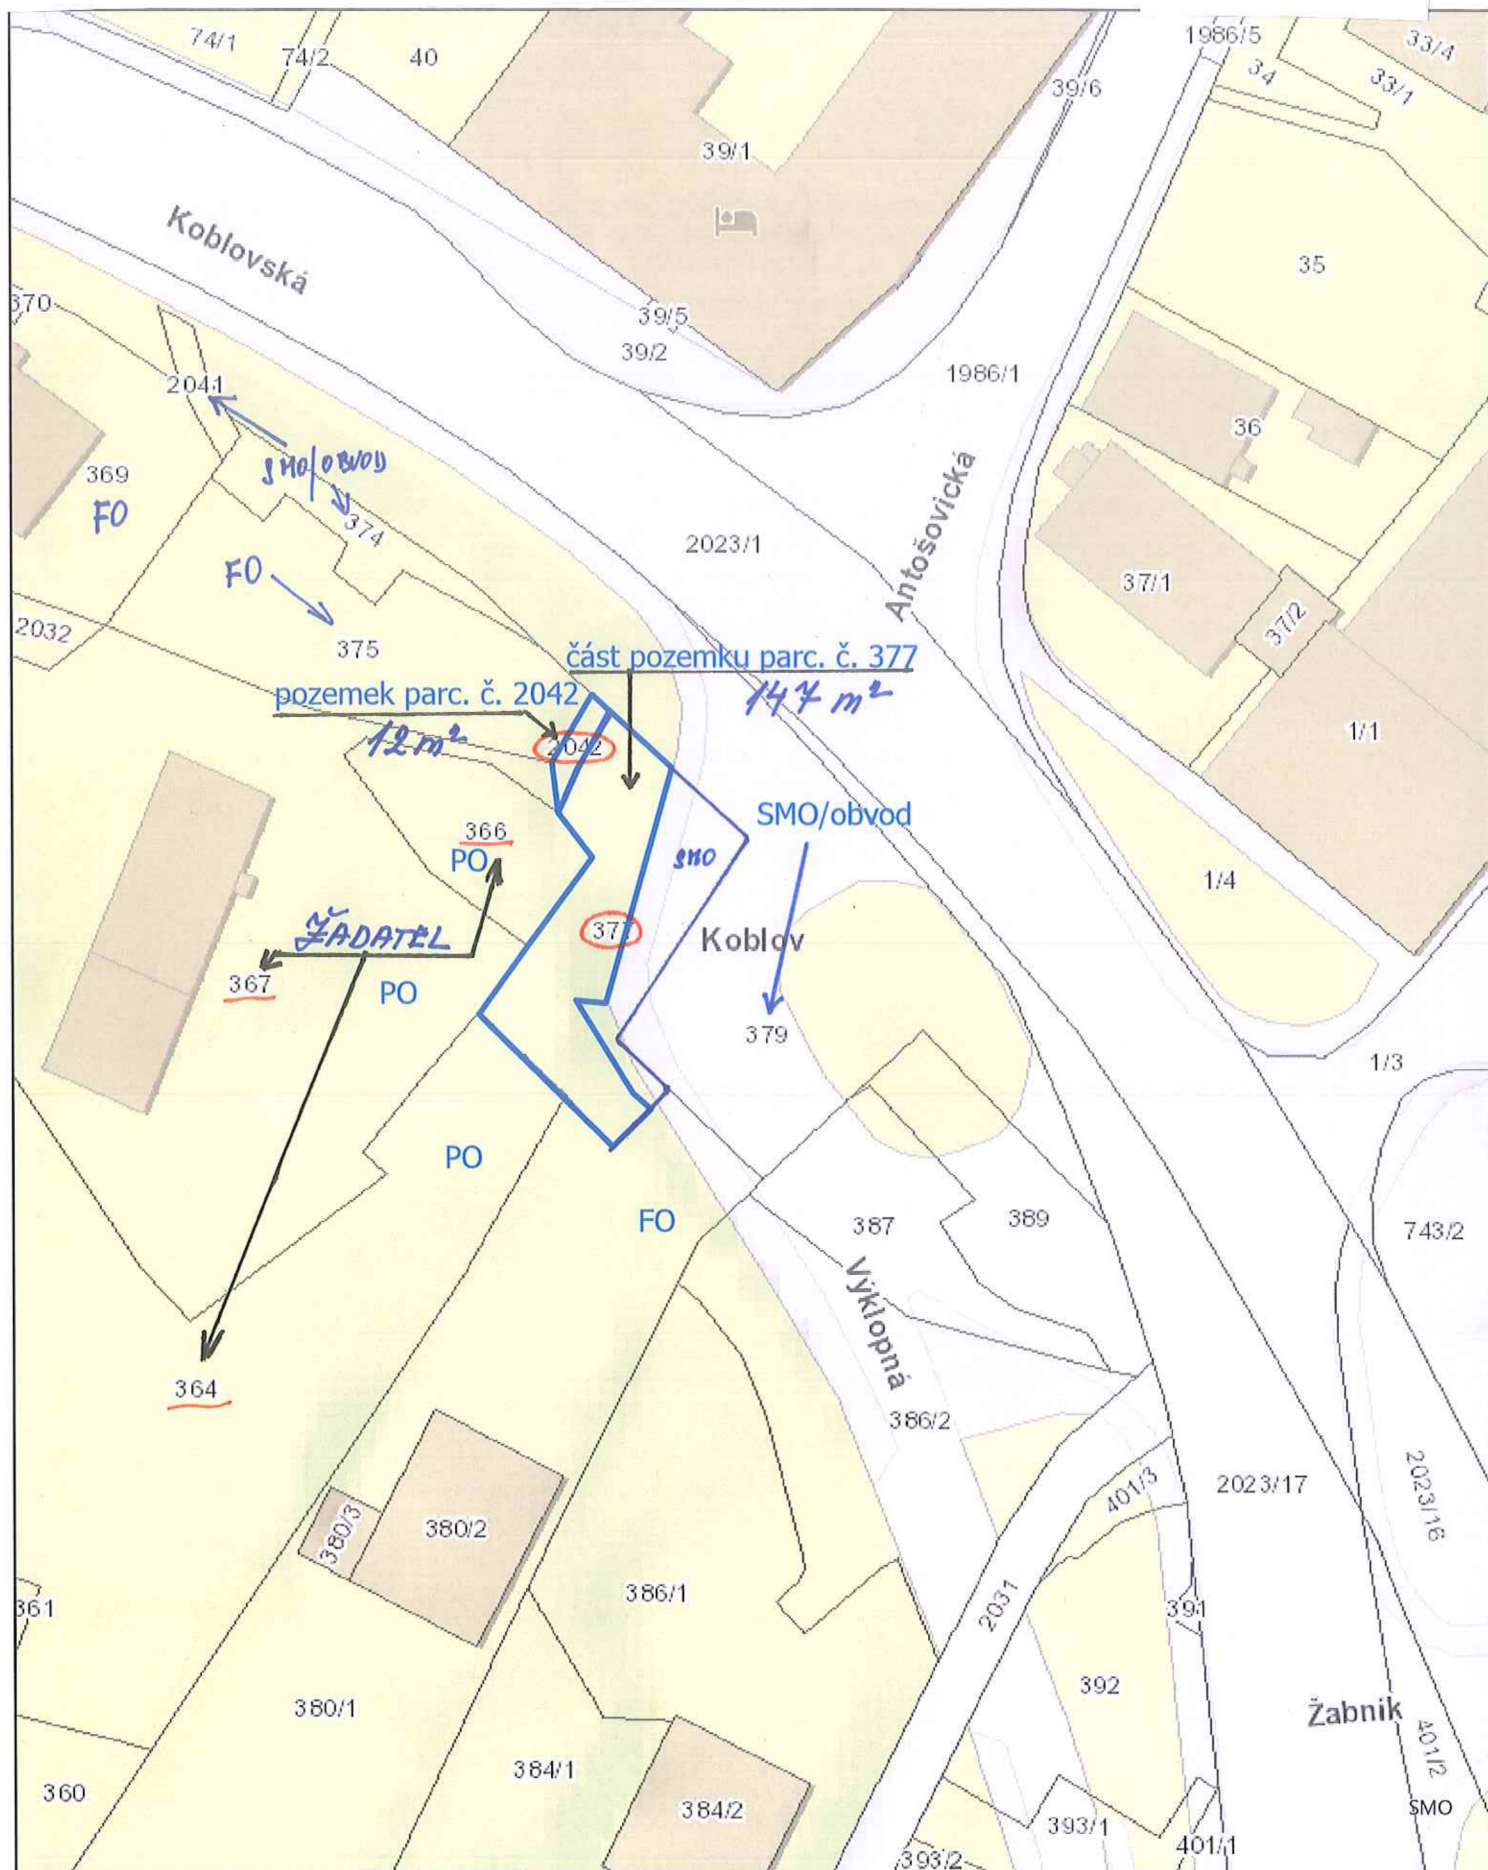 74/1
74/2
40
39/6
1986/5
34
33/4
33/1
39/1
Koblovská
35
370
39/5
39/2
1986/1
2041
36
SMO/OBVOD
369
FO
374
Antošovická
2023/1
FO
37/1
37/2
2032
375
část pozemku parc. č. 377
147 m²
pozemek parc. č. 2042
12 m²
2042
1/1
SMO/obvod
366
PO
SMO
1/4
ŽADATEL
377
Koblov
367
PO
379
1/3
PO
FO
387
389
743/2
Výklopná
364
386/2
401/3
2023/17
2023/16
380/3
380/2
361
386/1
2031
391
380/1
392
Žabník
401/2
360
384/1
384/2
SMO
393/1
401/1
393/2